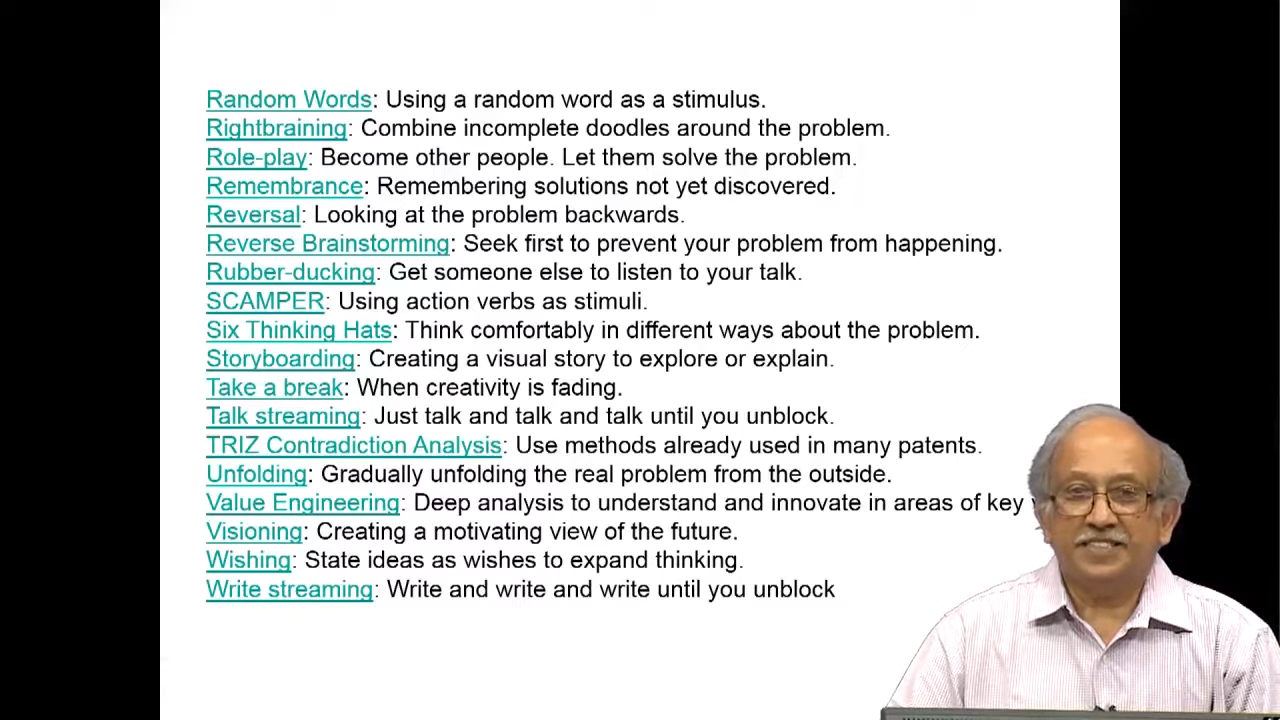 Random Words: Using a random word as a stimulus.
Rightbraining: Combine incomplete doodles around the problem.
Role-play: Become other people. Let them solve the problem.
Remembrance: Remembering solutions not yet discovered.
Reversal: Looking at the problem backwards.
Reverse Brainstorming: Seek first to prevent your problem from happening.
Rubber-ducking: Get someone else to listen to your talk.
SCAMPER: Using action verbs as stimuli.
Six Thinking Hats: Think comfortably in different ways about the problem.
Storyboarding: Creating a visual story to explore or explain.
Take a break: When creativity is fading.
Talk streaming: Just talk and talk and talk until you unblock.
TRIZ Contradiction Analysis: Use methods already used in many patents.
Unfolding: Gradually unfolding the real problem from the outside.
Value Engineering: Deep analysis to understand and innovate in areas of key
Visioning: Creating a motivating view of the future.
Wishing: State ideas as wishes to expand thinking.
Write streaming: Write and write and write until you unblock